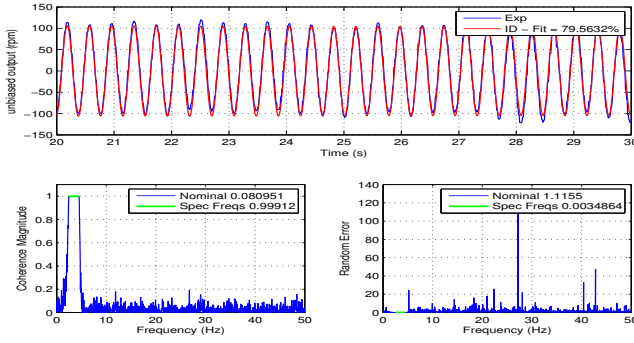 150
100
50
0
−50
−100
−150
unbiased output (rpm)
Exp
ID − Fit = 79.5632%
20 21 22 23 24 25 26 27 28 29 30
Time (s)
1
0.8
0.6
0.4
0.2
0
Coherence Magnitude
Nominal 0.080951
Spec Freqs 0.99912
0 10 20 30 40 50
Frequency (Hz)
140
120
100
80
60
40
20
0
Random Error
Nominal 1.1155
Spec Freqs 0.0034864
0 10 20 30 40 50
Frequency (Hz)